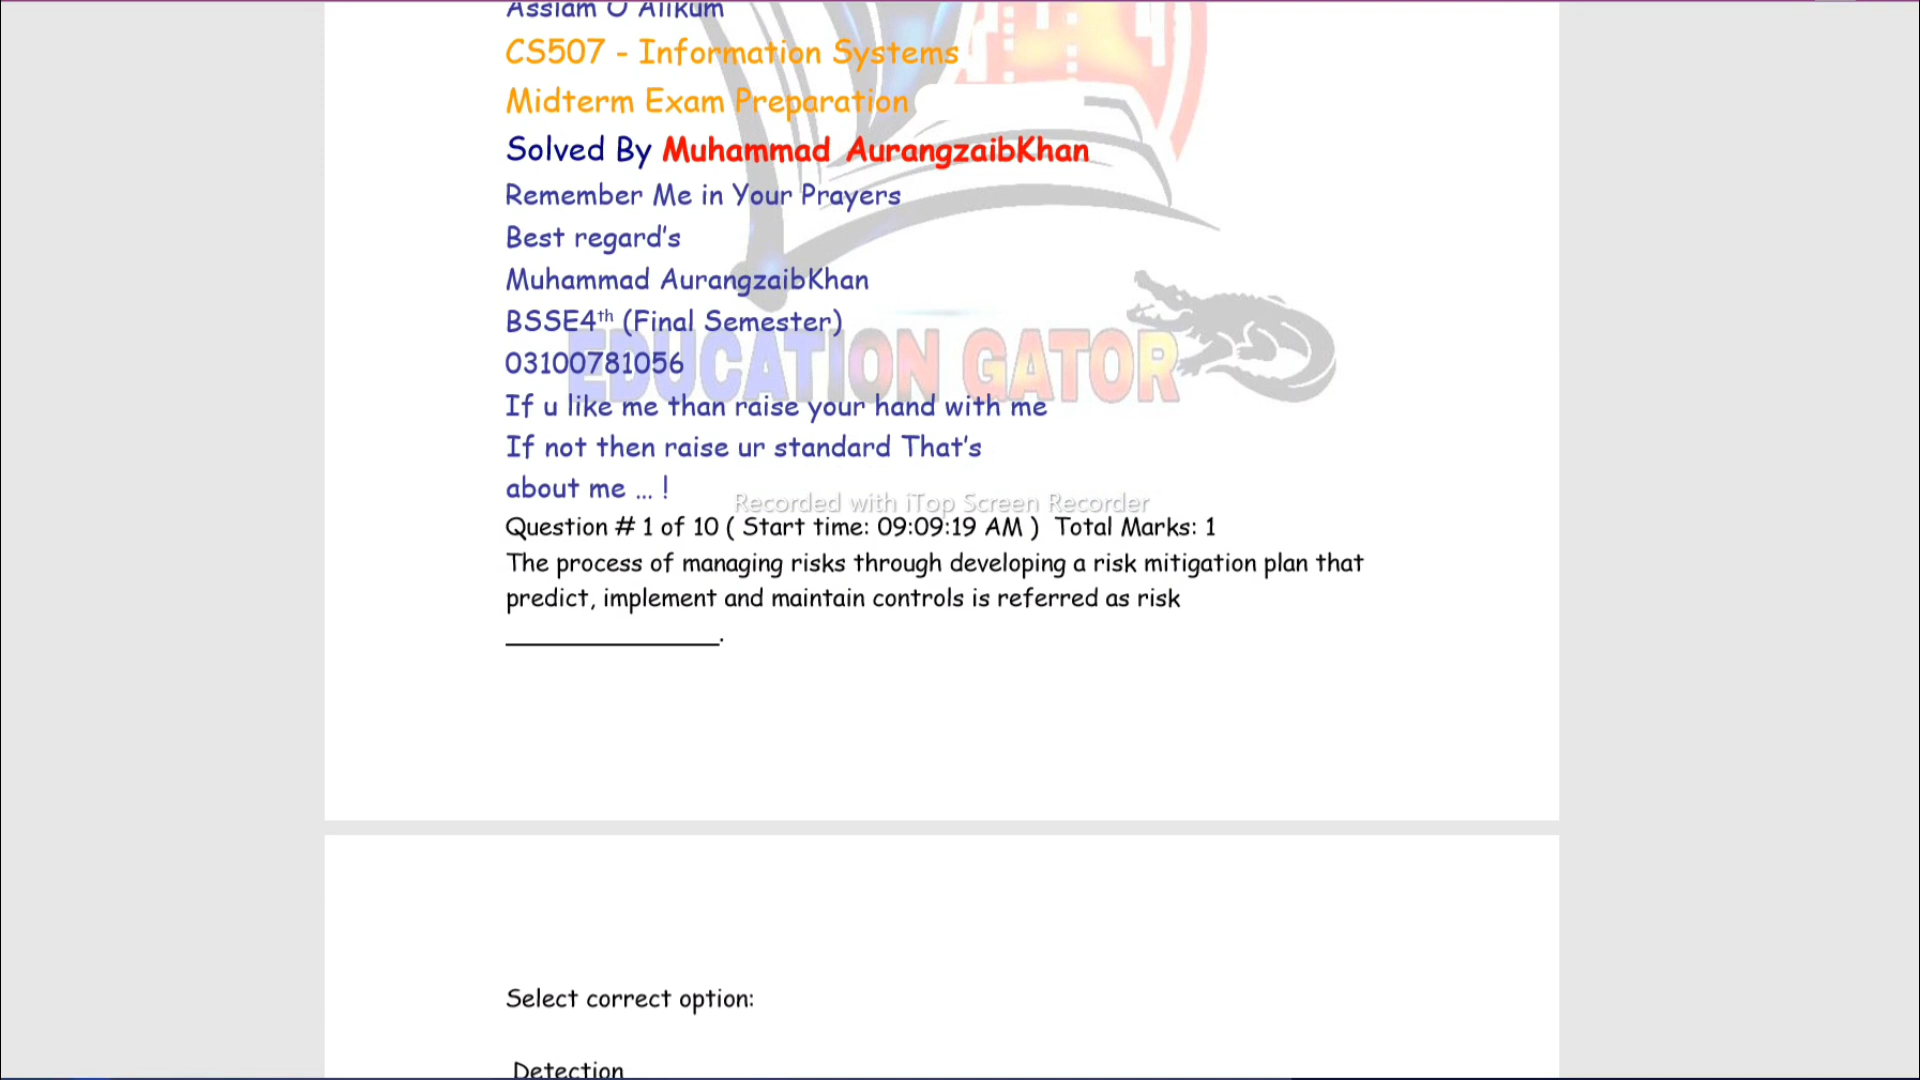 Asslam O Alikum
CS507 - Information Systems
Midterm Exam Preparation
Solved By Muhammad AurangzaibKhan
Remember Me in Your Prayers
Best regard's
Muhammad AurangzaibKhan
BSSE4th (Final Semester)
EDUCATION GATOR
03100781056
If u like me than raise your hand with me
If not then raise ur standard That's
about me ... !
Recorded with iTop Screen Recorder
Question # 1 of 10 ( Start time: 09:09:19 AM ) Total Marks: 1
The process of managing risks through developing a risk mitigation plan that
predict, implement and maintain controls is referred as risk
________________.
Select correct option:
Detection